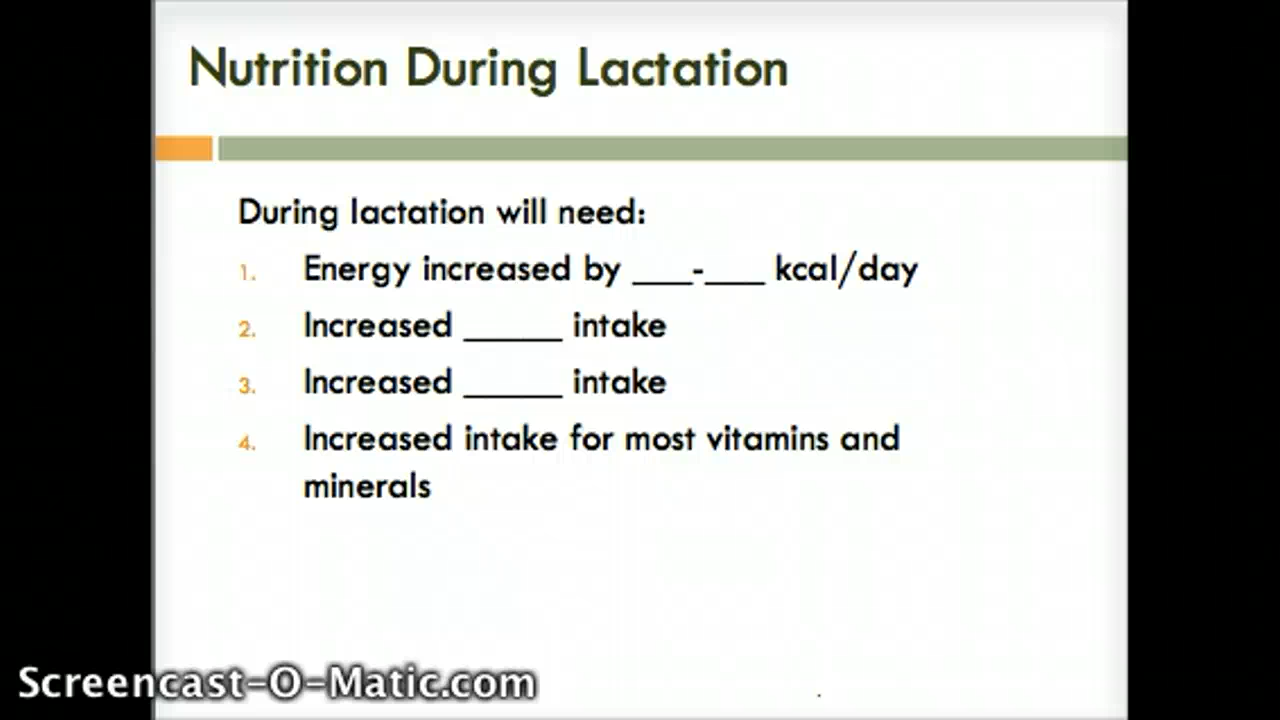 Nutrition During Lactation
During lactation will need:
1. Energy increased by ___-___ kcal/day
2. Increased _____ intake
3. Increased _____ intake
4. Increased intake for most vitamins and
minerals
Screencast-O-Matic.com